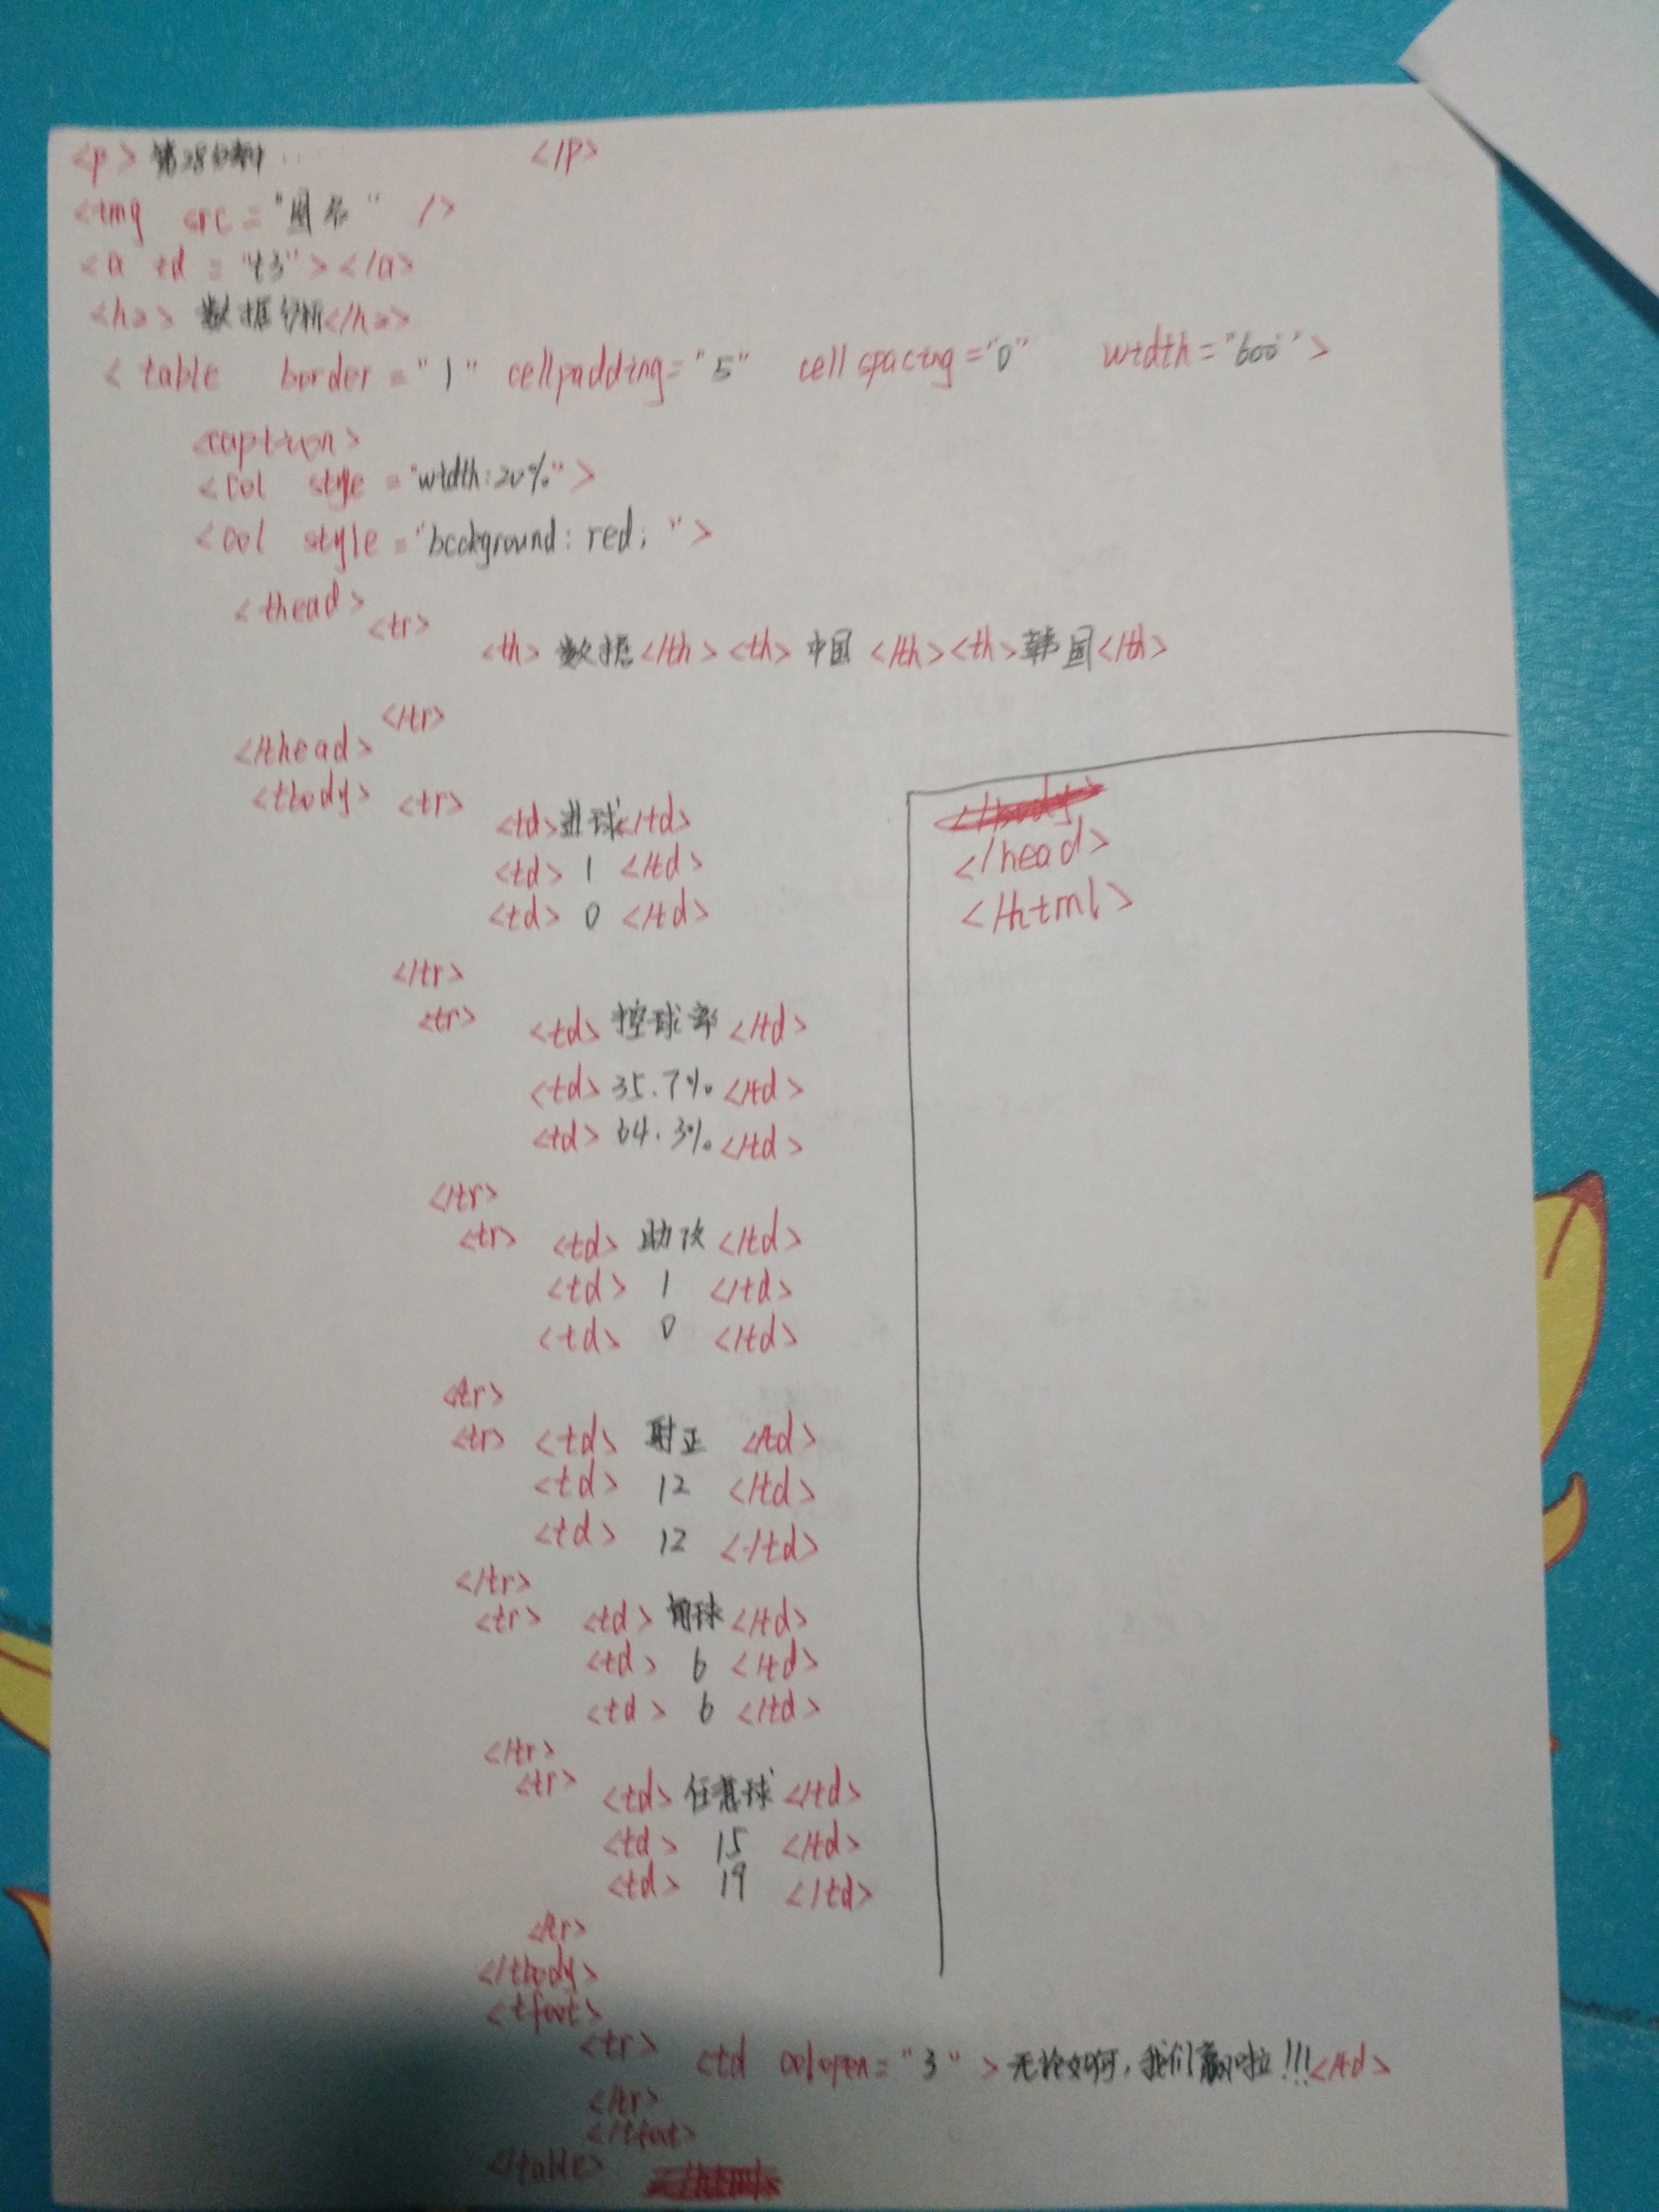 <p> 第28分钟 ...... </p>
<img src="图名" />
<a id="t3"></a>
<h2> 数据分析</h2>
<table border="1" cellpadding="5" cellspacing="0" width="600">
<caption>
<col style="width:20%">
<col style="background: red; ">
<thead>
<tr>
<th> 数据 </th><th> 中国 </th><th> 韩国 </th>
</tr>
</thead>
<tbody> <tr>
<td>进球</td>
<td> 1 </td>
<td> 0 </td>
</tr>
<tr> <td> 控球率 </td>
<td> 35.7% </td>
<td> 64.3% </td>
</tr>
<tr> <td> 助攻 </td>
<td> 1 </td>
<td> 0 </td>
</tr>
<tr> <td> 射正 </td>
<td> 12 </td>
<td> 12 </td>
</tr>
<tr> <td> 角球 </td>
<td> 6 </td>
<td> 6 </td>
</tr>
<tr> <td> 任意球 </td>
<td> 15 </td>
<td> 19 </td>
</tr>
</tbody>
<tfoot>
<tr> <td colspan="3" > 无论如何,我们赢啦!!!</td>
</tr>
</tfoot>
</table>
</head>
</html>